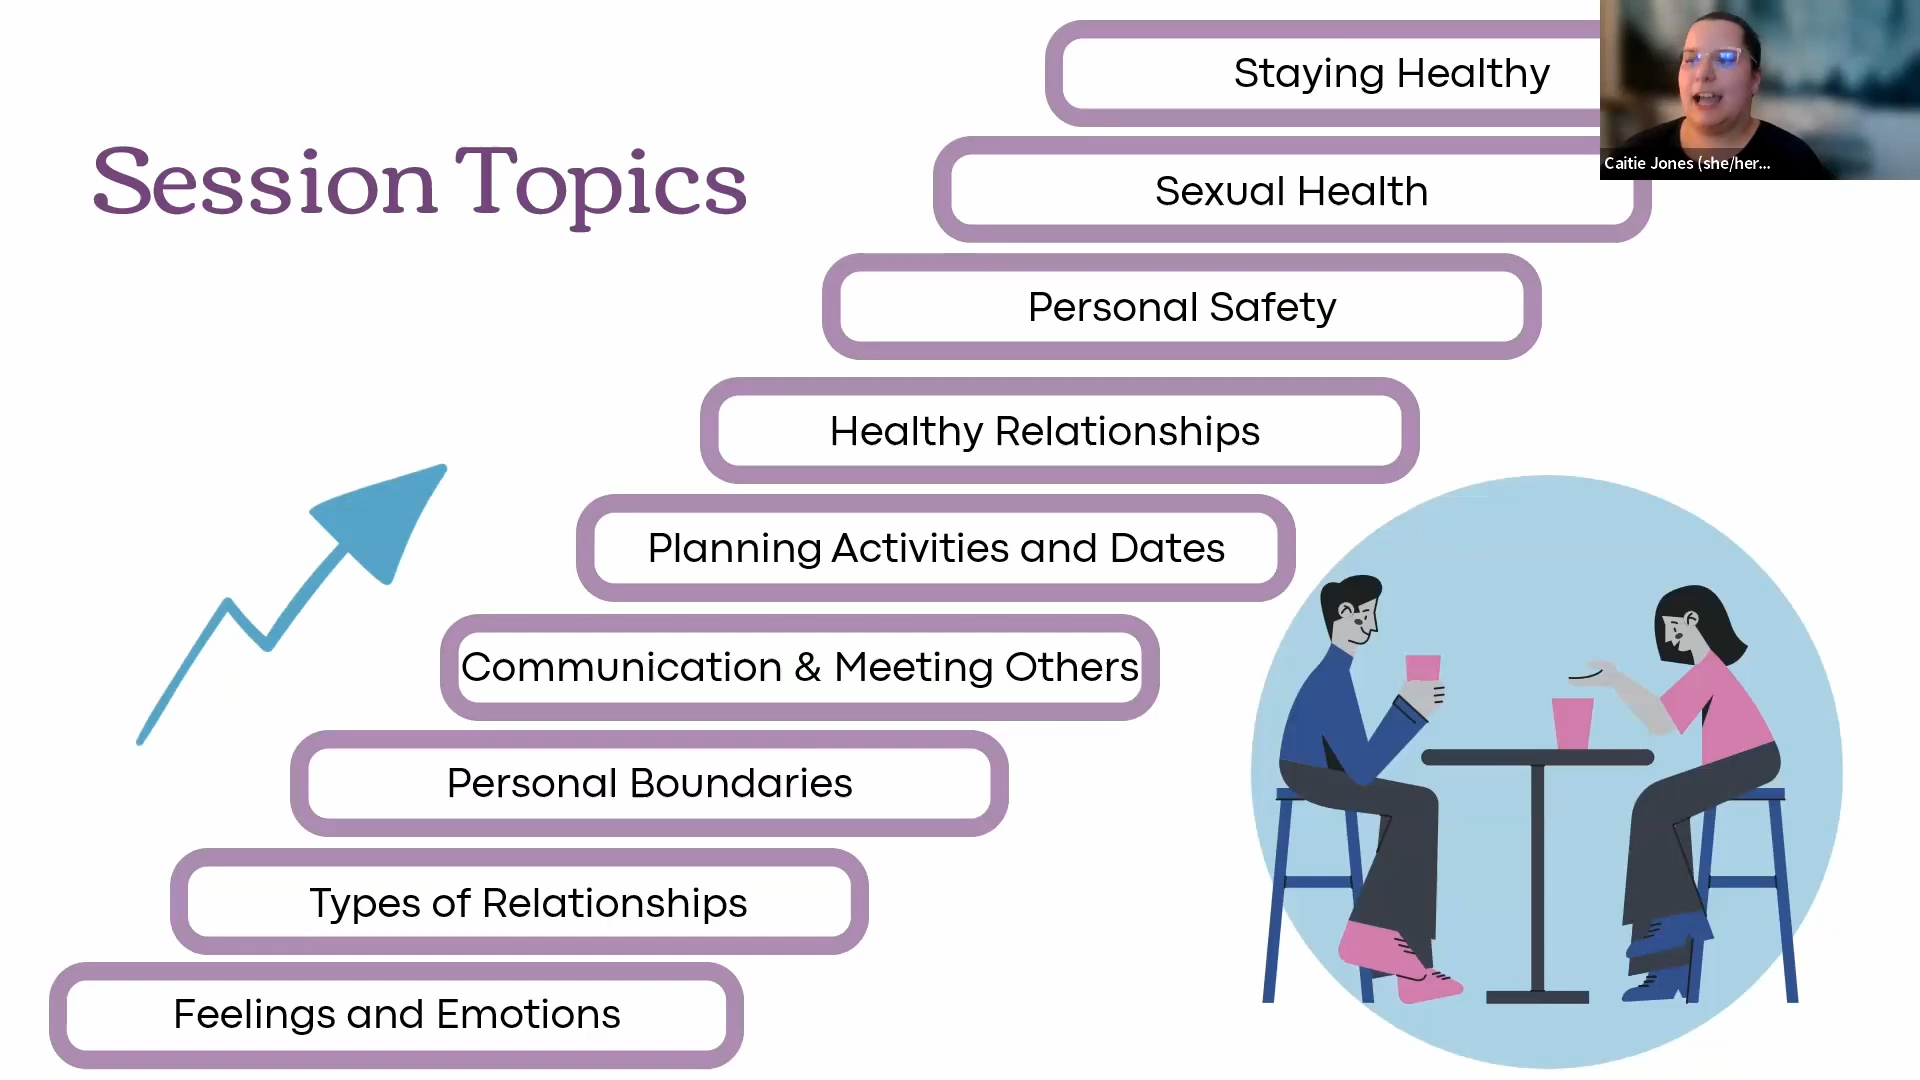 Staying Healthy
Caitie Jones (she/her...
Session Topics
Sexual Health
Personal Safety
Healthy Relationships
Planning Activities and Dates
Communication & Meeting Others
Personal Boundaries
Types of Relationships
Feelings and Emotions